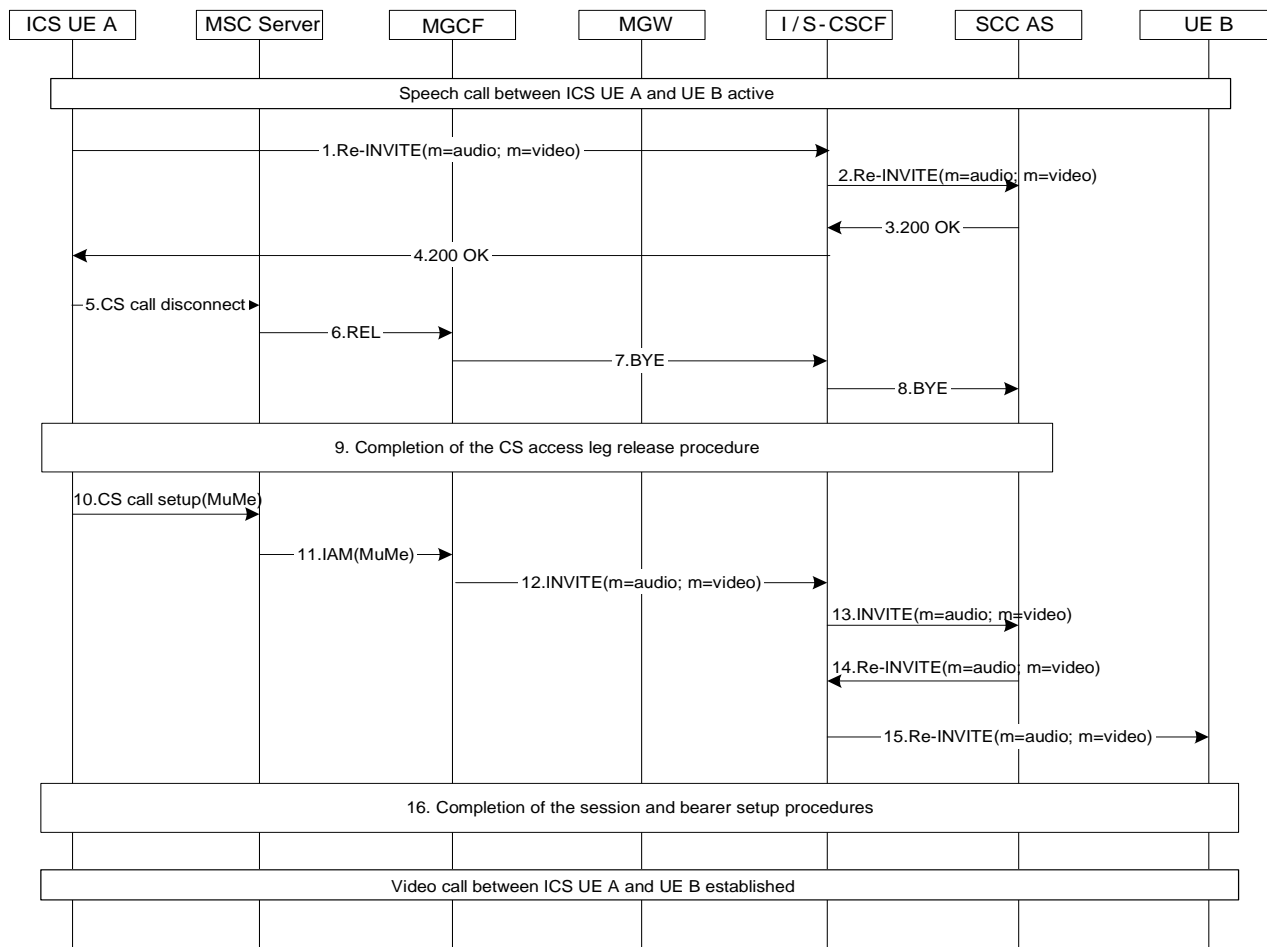 ICS UE A
MSC Server
MGCF
MGW
I / S-CSCF
SCC AS
UE B
Speech call between ICS UE A and UE B active
1.Re-INVITE(m=audio; m=video)
2.Re-INVITE(m=audio; m=video)
3.200 OK
4.200 OK
5.CS call disconnect
6.REL
7.BYE
8.BYE
9. Completion of the CS access leg release procedure
10.CS call setup(MuMe)
11.IAM(MuMe)
12.INVITE(m=audio; m=video)
13.INVITE(m=audio; m=video)
14.Re-INVITE(m=audio; m=video)
15.Re-INVITE(m=audio; m=video)
16. Completion of the session and bearer setup procedures
Video call between ICS UE A and UE B established